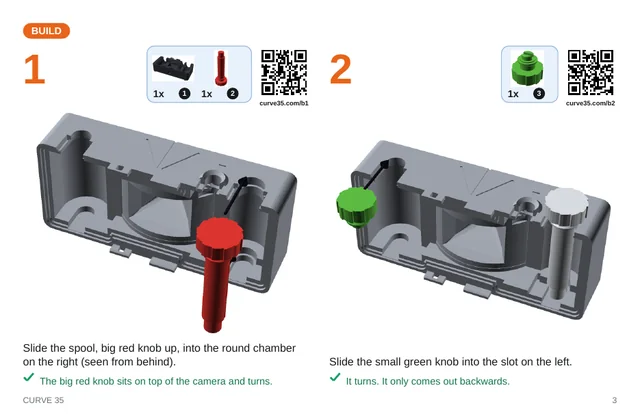 BUILD
1
1x 1 1x 2
curve35.com/b1
Slide the spool, big red knob up, into the round chamber
on the right (seen from behind).
The big red knob sits on top of the camera and turns.
2
1x 3
curve35.com/b2
Slide the small green knob into the slot on the left.
It turns. It only comes out backwards.
CURVE 35
3